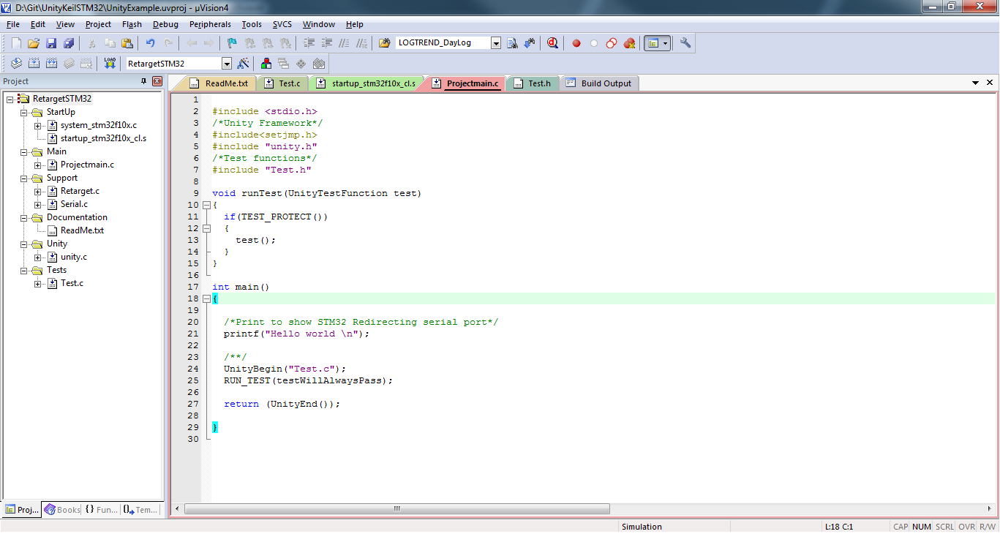 D:\Git\UnityKeilSTM32\UnityExample.uvproj - µVision4
File Edit View Project Flash Debug Peripherals Tools SVCS Window Help
LOGTREND_DayLog
LOAD RetargetSTM32
Project
RetargetSTM32
StartUp
system_stm32f10x.c
startup_stm32f10x_cl.s
Main
Projectmain.c
Support
Retarget.c
Serial.c
Documentation
ReadMe.txt
Unity
unity.c
Tests
Test.c
Proj... Books {} Fun... Tem...
ReadMe.txt Test.c startup_stm32f10x_cl.s Projectmain.c Test.h Build Output
1
2 #include <stdio.h>
3 /*Unity Framework*/
4 #include<setjmp.h>
5 #include "unity.h"
6 /*Test functions*/
7 #include "Test.h"
8
9 void runTest(UnityTestFunction test)
10 {
11 if(TEST_PROTECT())
12 {
13 test();
14 }
15 }
16
17 int main()
18 {
19
20 /*Print to show STM32 Redirecting serial port*/
21 printf("Hello world \n");
22
23 /**/
24 UnityBegin("Test.c");
25 RUN_TEST(testWillAlwaysPass);
26
27 return (UnityEnd());
28
29 }
30
Simulation L:18 C:1 CAP NUM SCRL OVR R/W